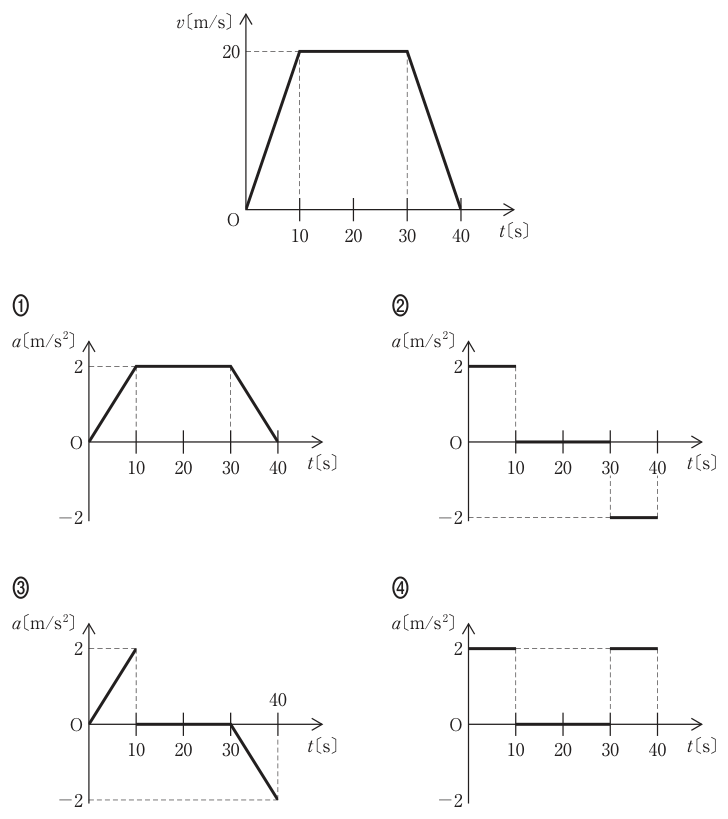 v〔m/s〕
20
O
10 20 30 40
t〔s〕
① ②
a〔m/s²〕 a〔m/s²〕
2 2
O O
10 20 30 40 10 20 30 40
t〔s〕 t〔s〕
−2 −2
③ ④
a〔m/s²〕 a〔m/s²〕
2 2
40
O O
10 20 30 10 20 30 40
t〔s〕 t〔s〕
−2 −2